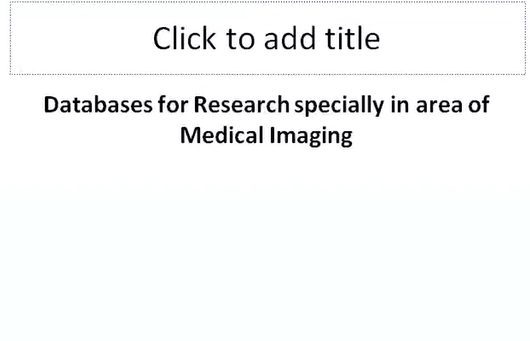 Click to add title
Databases for Research specially in area of
Medical Imaging